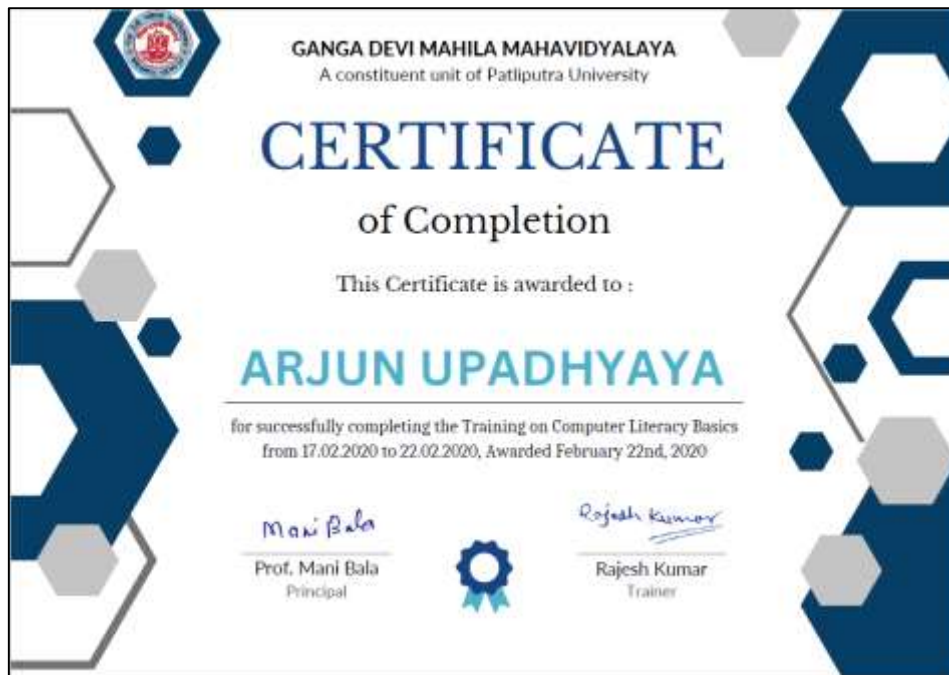 GANGA DEVI MAHILA MAHAVIDYALAYA
A constituent unit of Patliputra University
CERTIFICATE
of Completion
This Certificate is awarded to :
ARJUN UPADHYAYA
for successfully completing the Training on Computer Literacy Basics
from 17.02.2020 to 22.02.2020, Awarded February 22nd, 2020
Mani Bala
Rajesh Kumar
Prof. Mani Bala
Rajesh Kumar
Principal
Trainer